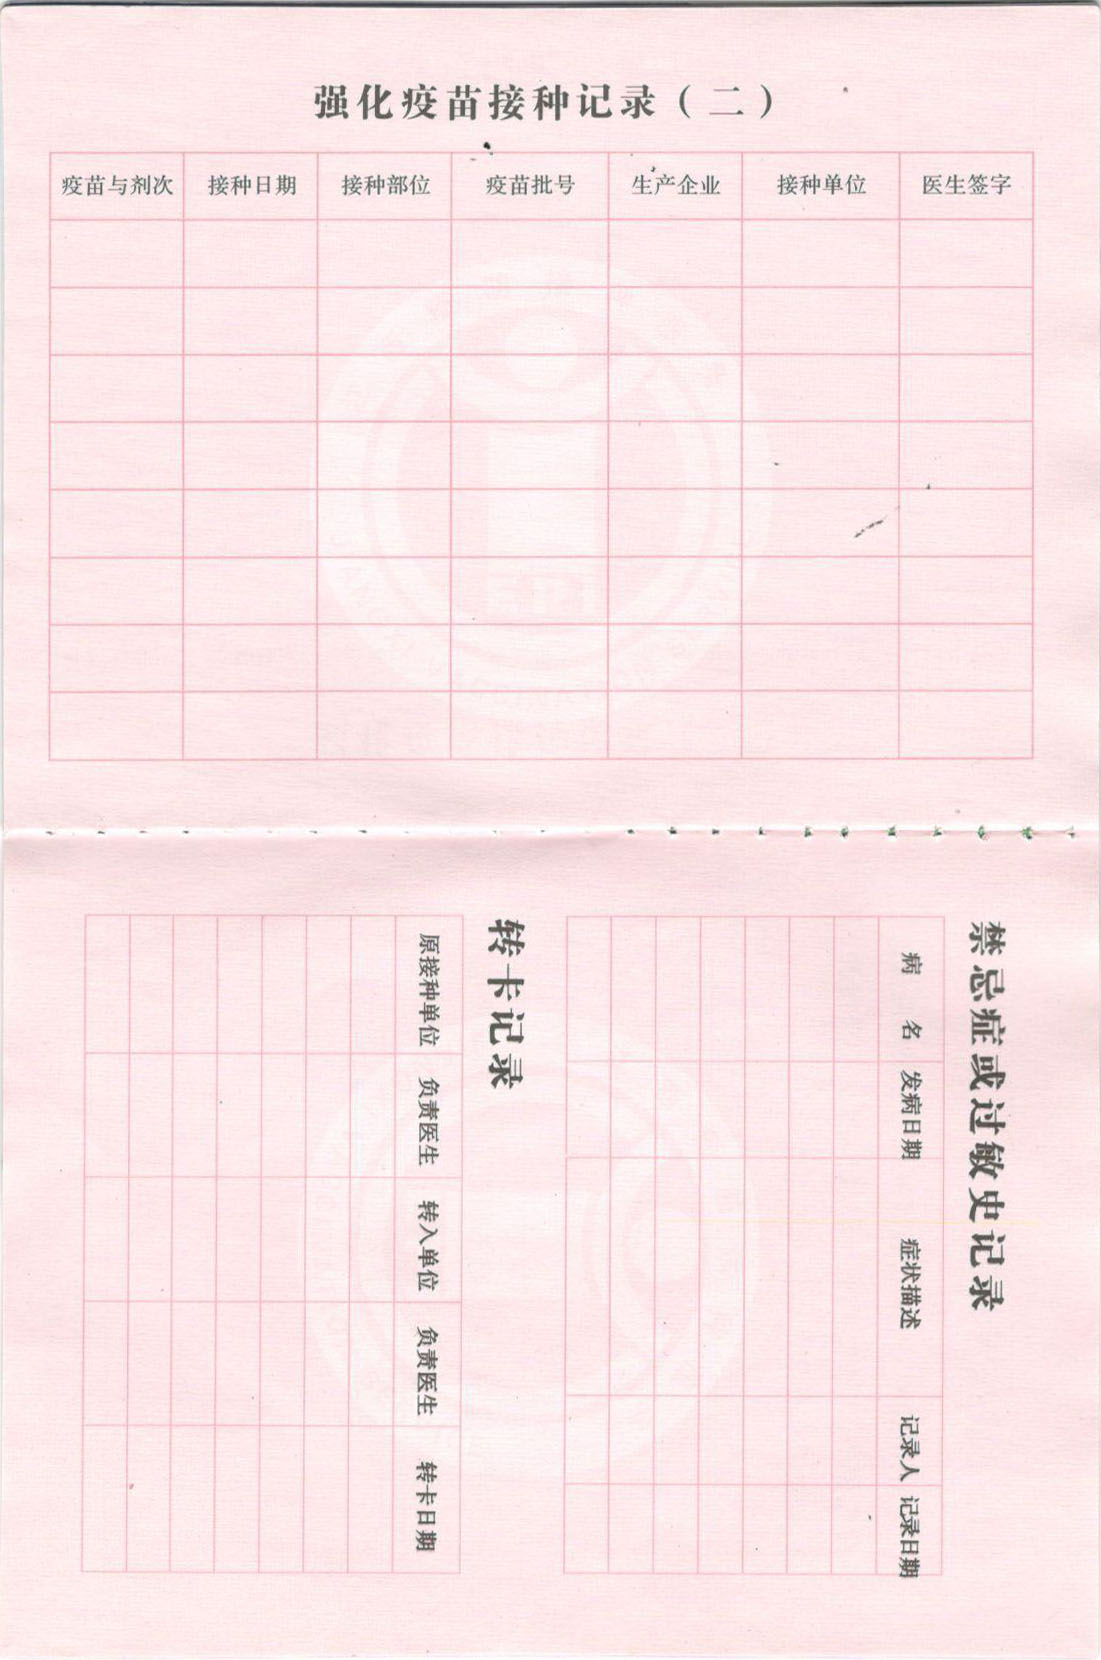 强化疫苗接种记录（二）
疫苗与剂次 接种日期 接种部位 疫苗批号 生产企业 接种单位 医生签字
禁忌症或过敏史记录
病 名 发病日期 症状描述 记录人 记录日期
转卡记录
原接种单位 负责医生 转入单位 负责医生 转卡日期
EPI